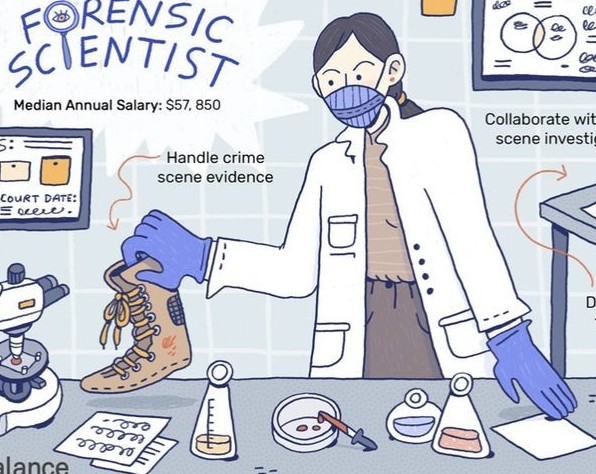 FORENSIC
SCIENTIST
Median Annual Salary: $57, 850
Collaborate wit
scene investig
Handle crime
scene evidence
COURT DATE:
D
alance